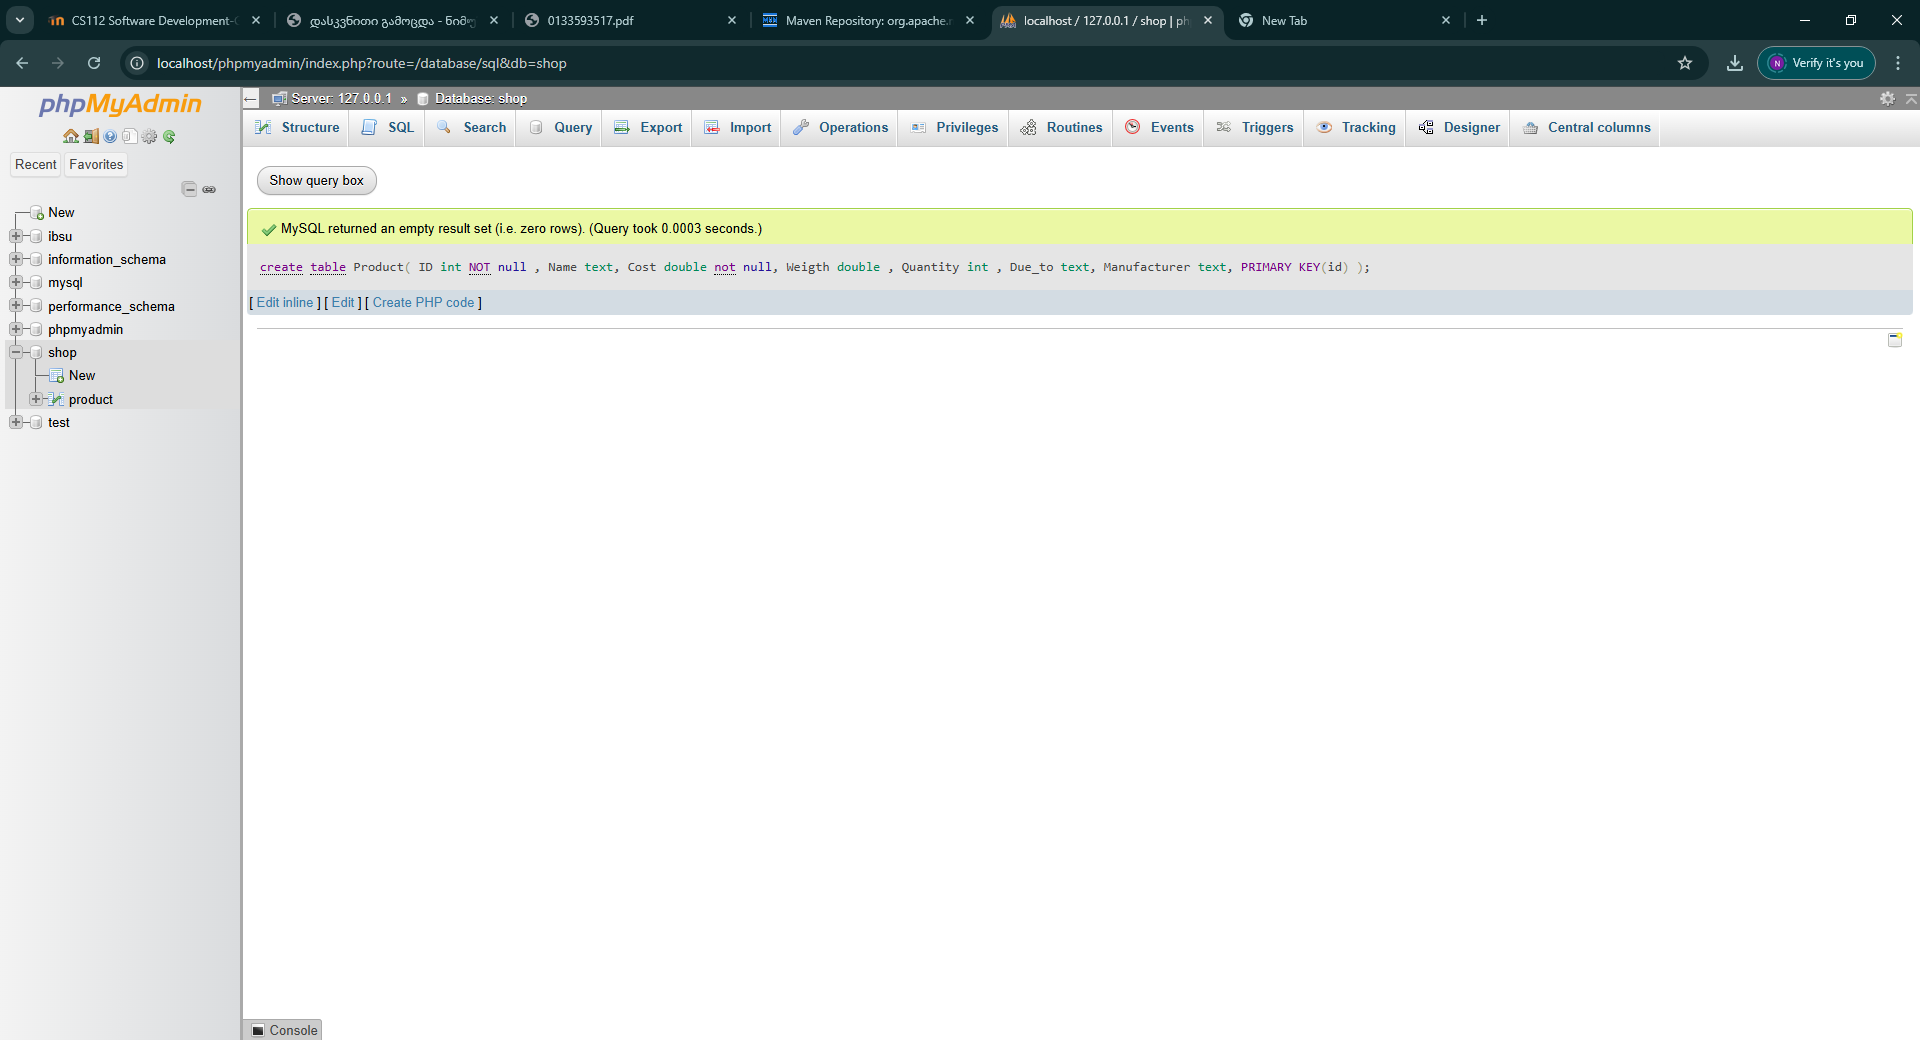 CS112 Software Development-
დასკვნითი გამოცდა - ნიმუ
0133593517.pdf
Maven Repository: org.apache.
localhost / 127.0.0.1 / shop | ph
New Tab
localhost/phpmyadmin/index.php?route=/database/sql&db=shop
N
Verify it's you
phpMyAdmin
Recent
Favorites
New
ibsu
information_schema
mysql
performance_schema
phpmyadmin
shop
New
product
test
Server: 127.0.0.1 » Database: shop
Structure
SQL
Search
Query
Export
Import
Operations
Privileges
Routines
Events
Triggers
Tracking
Designer
Central columns
Show query box
MySQL returned an empty result set (i.e. zero rows). (Query took 0.0003 seconds.)
create table Product( ID int NOT null , Name text, Cost double not null, Weigth double , Quantity int , Due_to text, Manufacturer text, PRIMARY KEY(id) );
[ Edit inline ] [ Edit ] [ Create PHP code ]
Console